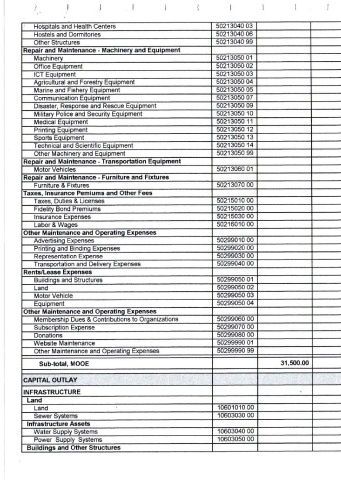 Hospitals and Health Centers 50213040 03
Hostels and Dormitories 50213040 06
Other Structures 50213040 99
Repair and Maintenance - Machinery and Equipment
Machinery 50213050 01
Office Equipment 50213050 02
ICT Equipment 50213050 03
Agricultural and Forestry Equipment 50213050 04
Marine and Fishery Equipment 50213050 05
Communication Equipment 50213050 07
Disaster, Response and Rescue Equipment 50213050 09
Military Police and Security Equipment 50213050 10
Medical Equipment 50213050 11
Printing Equipment 50213050 12
Sports Equipment 50213050 13
Technical and Scientific Equipment 50213050 14
Other Machinery and Equipment 50213050 99
Repair and Maintenance - Transportation Equipment
Motor Vehicles 50213060 01
Repair and Maintenance - Furniture and Fixtures
Furniture & Fixtures 50213070 00
Taxes, Insurance Pemiums and Other Fees
Taxes, Duties & Licenses 50215010 00
Fidelity Bond Premiums 50215020 00
Insurance Expenses 50215030 00
Labor & Wages 50216010 00
Other Maintenance and Operating Expenses
Advertising Expenses 50299010 00
Printing and Binding Expenses 50299020 00
Representation Expense 50299030 00
Transportation and Delivery Expenses 50299040 00
Rents/Lease Expenses
Buildings and Structures 50299050 01
Land 50299050 02
Motor Vehicle 50299050 03
Equipment 50299050 04
Other Maintenance and Operating Expenses
Membership Dues & Contributions to Organizations 50299060 00
Subscription Expense 50299070 00
Donations 50299080 00
Website Maintenance 50299990 01
Other Maintenance and Operating Expenses 50299990 99
Sub-total, MOOE 31,500.00
CAPITAL OUTLAY
INFRASTRUCTURE
Land
Land 10601010 00
Sewer Systems 10603030 00
Infrastructure Assets
Water Supply Systems 10603040 00
Power Supply Systems 10603050 00
Buildings and Other Structures